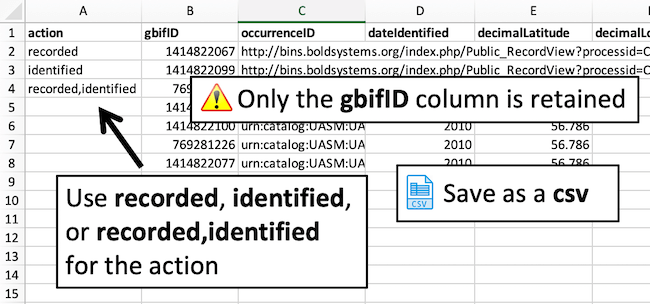 A B C D E
1 action gbifID occurrenceID dateIdentified decimalLatitude decimalLo
2 recorded 1414822067 http://bins.boldsystems.org/index.php/Public_RecordView?processid=C
3 identified 1414822099 http://bins.boldsystems.org/index.php/Public_RecordView?processid=C
4 recorded,identified 769
5 1414
⚠ Only the gbifID column is retained
6 1414822100 urn:catalog:UASM:UA 2010 56.786
7 769281226 urn:catalog:UASM:UA 2010 56.786
8 1414822077 urn:catalog:UASM:UA 2010 56.786
9
10
11
12
13
14
15
Use recorded, identified,
or recorded,identified
for the action
CSV Save as a csv